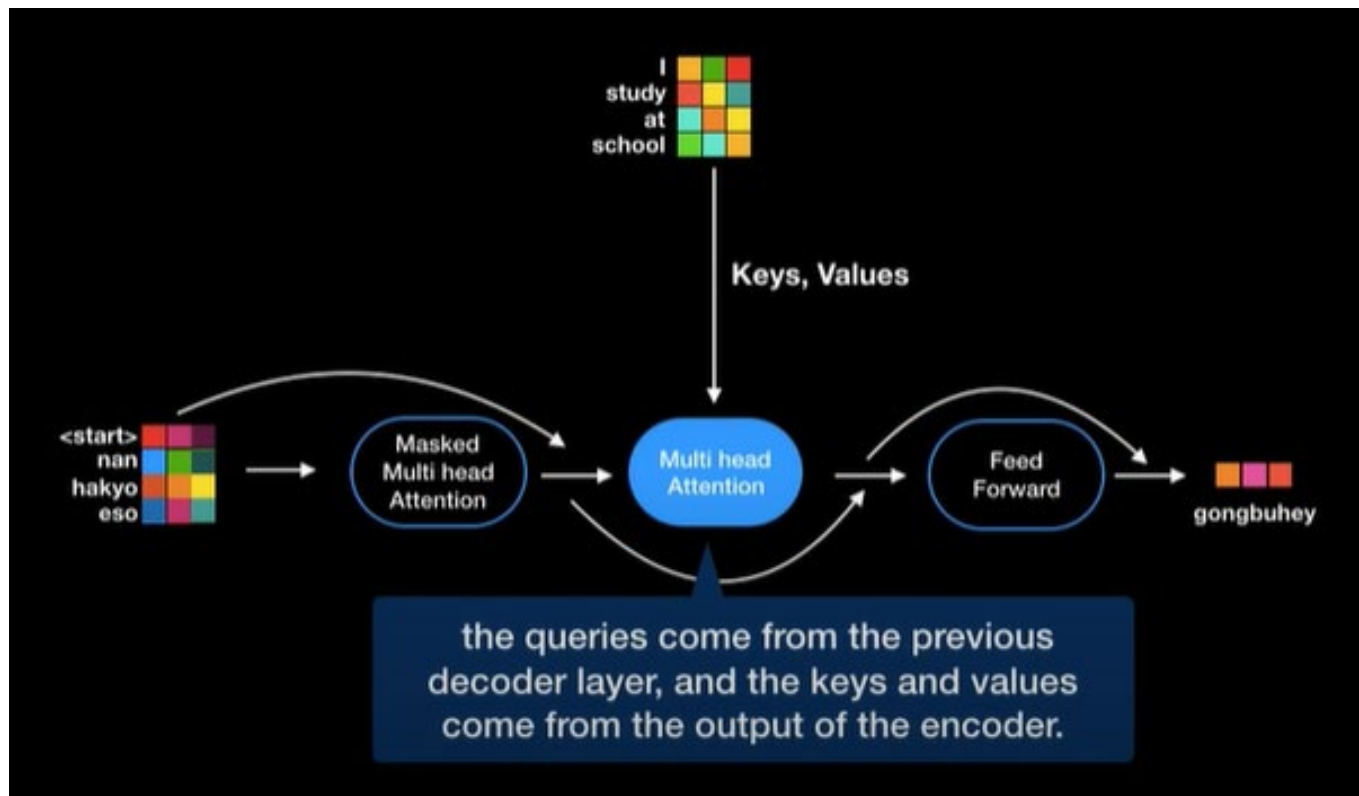 I
study
at
school
Keys, Values
<start>
nan
hakyo
eso
Masked
Multi head
Attention
Multi head
Attention
Feed
Forward
gongbuhey
the queries come from the previous
decoder layer, and the keys and values
come from the output of the encoder.